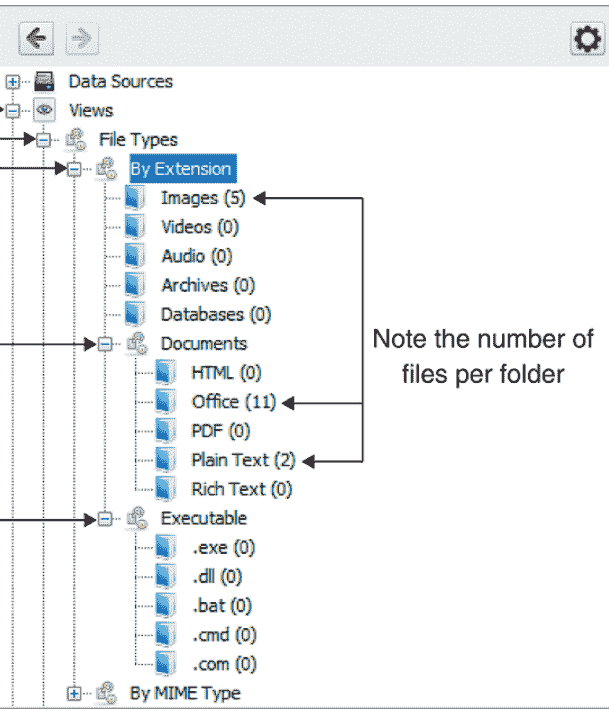 Data Sources
Views
File Types
By Extension
Images (5)
Videos (0)
Audio (0)
Archives (0)
Databases (0)
Documents
Note the number of
files per folder
HTML (0)
Office (11)
PDF (0)
Plain Text (2)
Rich Text (0)
Executable
.exe (0)
.dll (0)
.bat (0)
.cmd (0)
.com (0)
By MIME Type